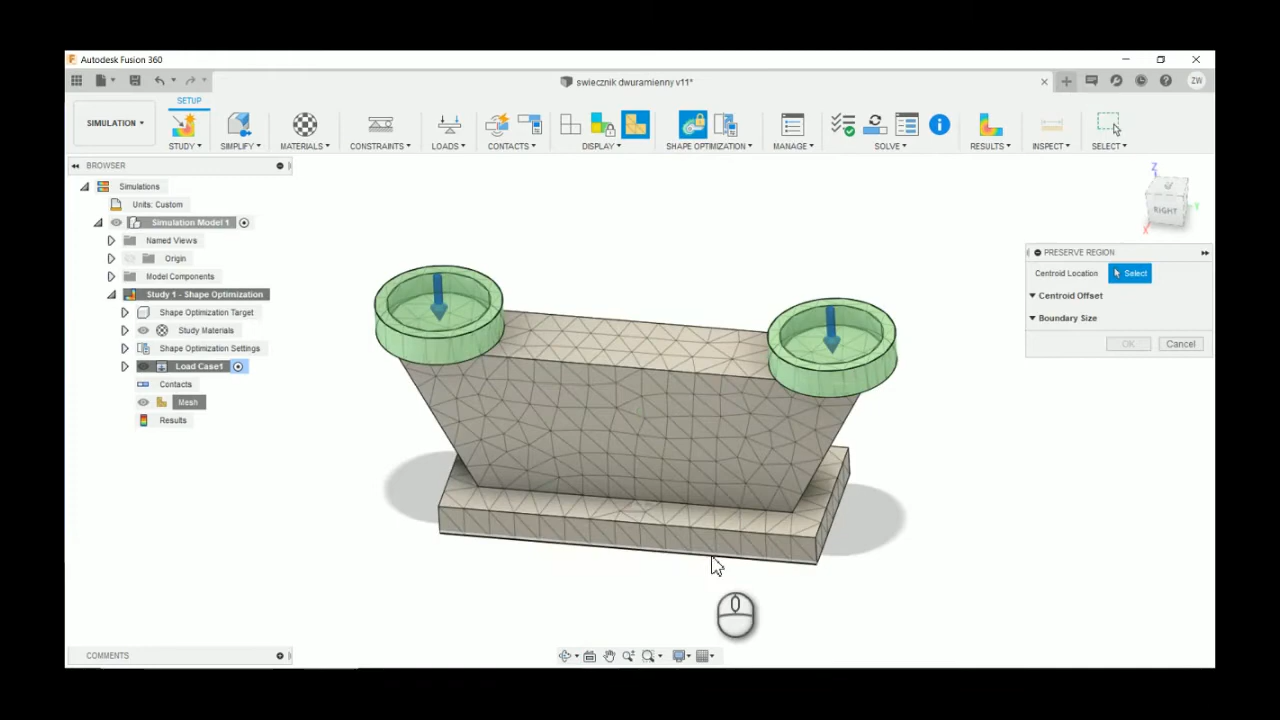 Autodesk Fusion 360
swiecznik dwuramienny v11*
ZW
SIMULATION
SETUP
STUDY
SIMPLIFY
MATERIALS
CONSTRAINTS
LOADS
CONTACTS
DISPLAY
SHAPE OPTIMIZATION
MANAGE
SOLVE
RESULTS
INSPECT
SELECT
BROWSER
Simulations
Units: Custom
Simulation Model 1
Named Views
Origin
Model Components
Study 1 - Shape Optimization
Shape Optimization Target
Study Materials
Shape Optimization Settings
Load Case1
Contacts
Mesh
Results
Z
RIGHT
Y
X
PRESERVE REGION
Centroid Location Select
Centroid Offset
Boundary Size
OK Cancel
COMMENTS